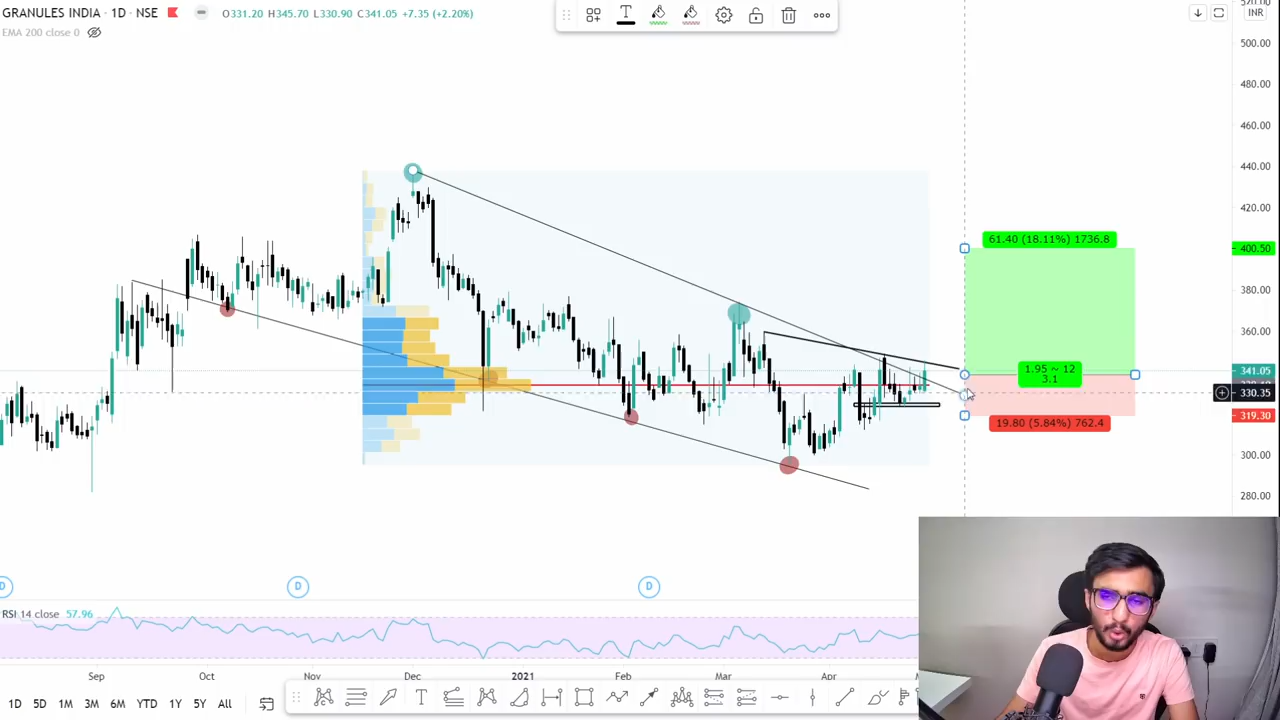 GRANULES INDIA · 1D · NSE
O331.20 H345.70 L330.90 C341.05 +7.35 (+2.20%)
EMA 200 close 0
INR
500.00
480.00
460.00
440.00
420.00
400.50
380.00
360.00
341.05
330.35
319.30
300.00
280.00
61.40 (18.11%) 1736.8
1.95 ~ 12
3.1
19.80 (5.84%) 762.4
D
D
D
RSI 14 close 57.96
Sep Oct Nov Dec 2021 Feb Mar Apr
1D 5D 1M 3M 6M YTD 1Y 5Y All